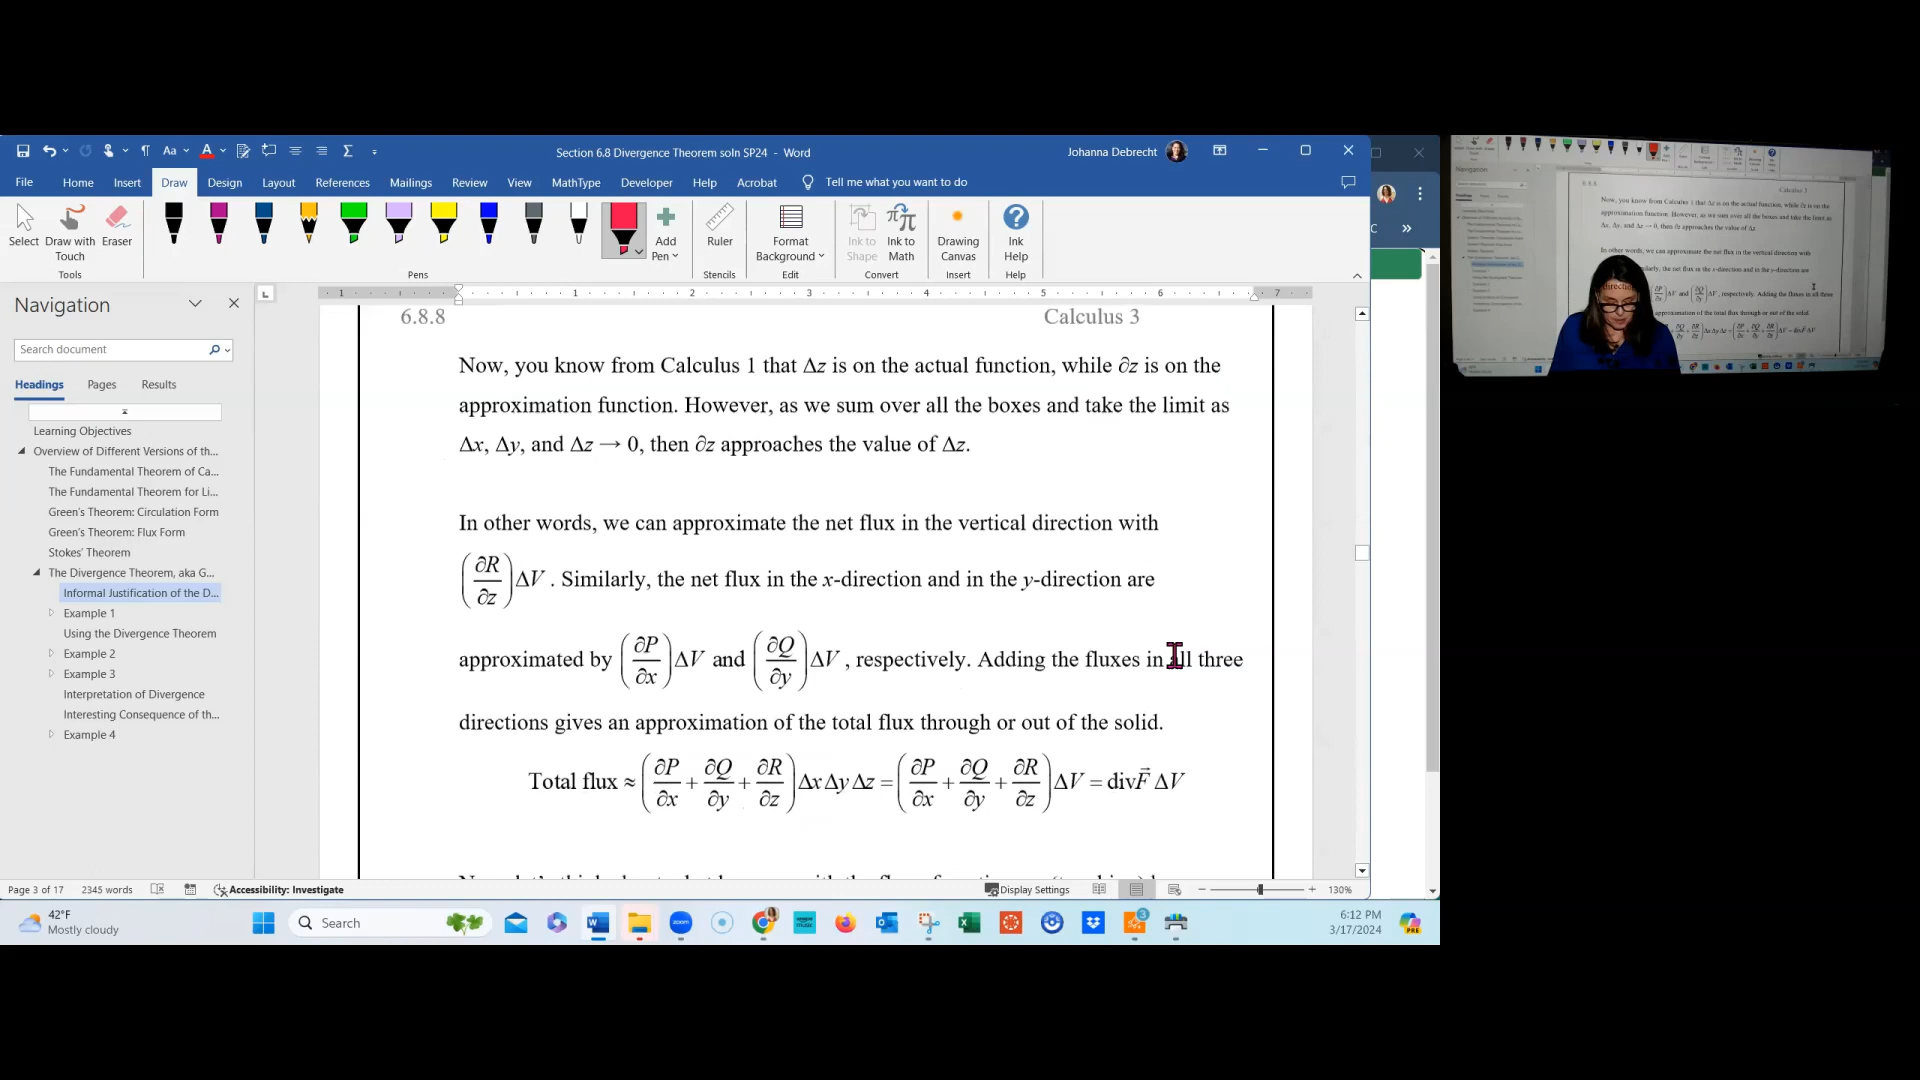 Section 6.8 Divergence Theorem soln SP24 - Word
Johanna Debrecht
File Home Insert Draw Design Layout References Mailings Review View MathType Developer Help Acrobat Tell me what you want to do
Select Draw with Touch Eraser Add Pen Ruler Format Background Ink to Shape Ink to Math Drawing Canvas Ink Help
Tools Pens Stencils Edit Convert Insert Help
Navigation
Search document
Headings Pages Results
Learning Objectives
Overview of Different Versions of th...
The Fundamental Theorem of Ca...
The Fundamental Theorem for Li...
Green's Theorem: Circulation Form
Green's Theorem: Flux Form
Stokes' Theorem
The Divergence Theorem, aka G...
Informal Justification of the D...
Example 1
Using the Divergence Theorem
Example 2
Example 3
Interpretation of Divergence
Interesting Consequence of th...
Example 4
1 1 2 3 4 5 6 7
6.8.8 Calculus 3
Now, you know from Calculus 1 that Δz is on the actual function, while ∂z is on the
approximation function. However, as we sum over all the boxes and take the limit as
Δx, Δy, and Δz → 0, then ∂z approaches the value of Δz.
In other words, we can approximate the net flux in the vertical direction with
(∂R/∂z)ΔV. Similarly, the net flux in the x-direction and in the y-direction are
approximated by (∂P/∂x)ΔV and (∂Q/∂y)ΔV, respectively. Adding the fluxes in all three
directions gives an approximation of the total flux through or out of the solid.
Total flux ≈ (∂P/∂x + ∂Q/∂y + ∂R/∂z)ΔxΔyΔz = (∂P/∂x + ∂Q/∂y + ∂R/∂z)ΔV = divF⃗ ΔV
Page 3 of 17 2345 words Accessibility: Investigate Display Settings 130%
42°F
Mostly cloudy
Search
6:12 PM
3/17/2024